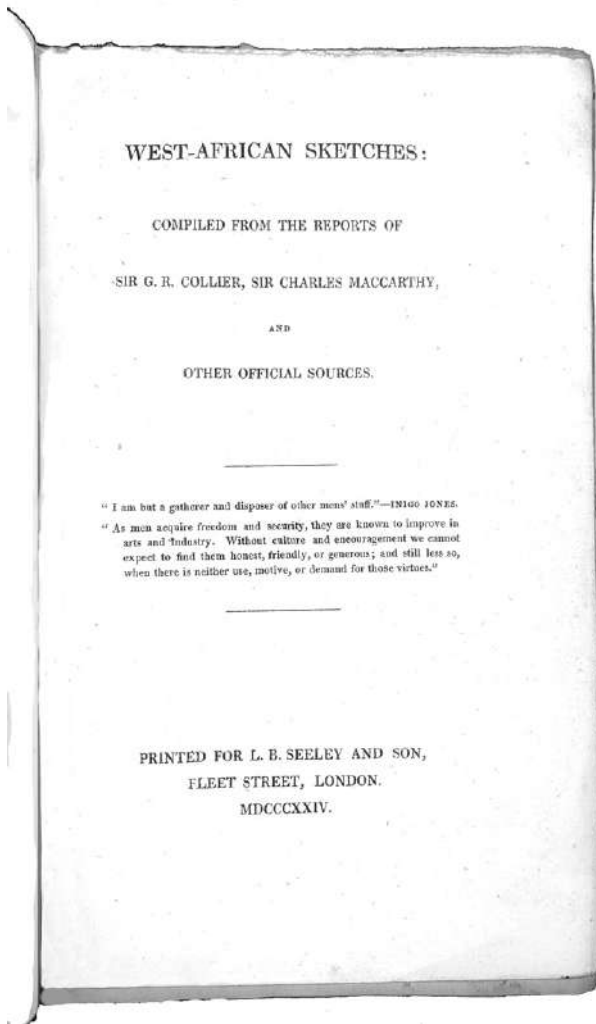 WEST-AFRICAN SKETCHES:
COMPILED FROM THE REPORTS OF
SIR G. R. COLLIER, SIR CHARLES MACCARTHY,
AND
OTHER OFFICIAL SOURCES.
" I am but a gatherer and disposer of other mens' stuff."—INIGO JONES.
" As men acquire freedom and security, they are known to improve in
arts and Industry. Without culture and encouragement we cannot
expect to find them honest, friendly, or generous; and still less so,
when there is neither use, motive, or demand for those virtues."
PRINTED FOR L. B. SEELEY AND SON,
FLEET STREET, LONDON.
MDCCCXXIV.